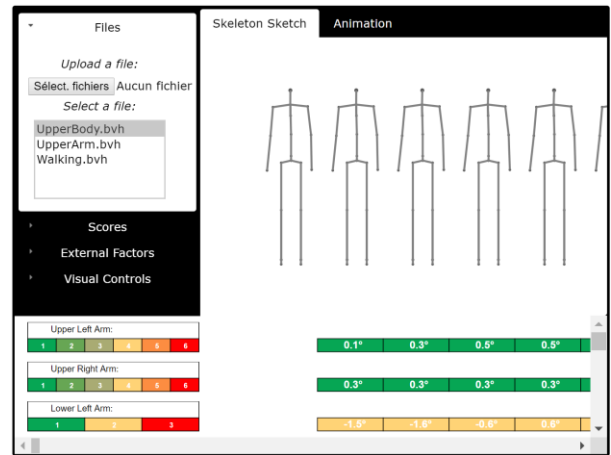 Files
Skeleton Sketch
Animation
Upload a file:
Sélect. fichiers Aucun fichier
Select a file:
UpperBody.bvh
UpperArm.bvh
Walking.bvh
Scores
External Factors
Visual Controls
Upper Left Arm:
1 2 3 4 5 6
0.1° 0.3° 0.5° 0.5°
Upper Right Arm:
1 2 3 4 5 6
0.3° 0.3° 0.3° 0.3°
Lower Left Arm:
1 2 3
-1.5° -1.6° -0.6° 0.6°